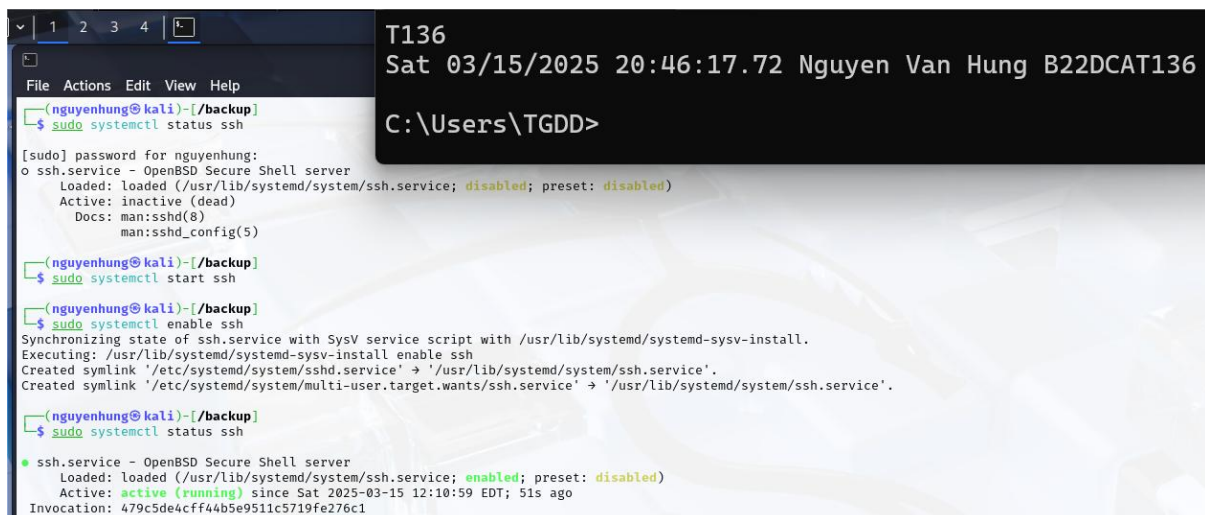 1 2 3 4
File Actions Edit View Help
(nguyenhung㉿kali)-[/backup]
$ sudo systemctl status ssh
[sudo] password for nguyenhung:
○ ssh.service - OpenBSD Secure Shell server
Loaded: loaded (/usr/lib/systemd/system/ssh.service; disabled; preset: disabled)
Active: inactive (dead)
Docs: man:sshd(8)
man:sshd_config(5)
(nguyenhung㉿kali)-[/backup]
$ sudo systemctl start ssh
(nguyenhung㉿kali)-[/backup]
$ sudo systemctl enable ssh
Synchronizing state of ssh.service with SysV service script with /usr/lib/systemd/systemd-sysv-install.
Executing: /usr/lib/systemd/systemd-sysv-install enable ssh
Created symlink '/etc/systemd/system/sshd.service' → '/usr/lib/systemd/system/ssh.service'.
Created symlink '/etc/systemd/system/multi-user.target.wants/ssh.service' → '/usr/lib/systemd/system/ssh.service'.
(nguyenhung㉿kali)-[/backup]
$ sudo systemctl status ssh
● ssh.service - OpenBSD Secure Shell server
Loaded: loaded (/usr/lib/systemd/system/ssh.service; enabled; preset: disabled)
Active: active (running) since Sat 2025-03-15 12:10:59 EDT; 51s ago
Invocation: 479c5de4cff44b5e9511c5719fe276c1
T136
Sat 03/15/2025 20:46:17.72 Nguyen Van Hung B22DCAT136
C:\Users\TGDD>